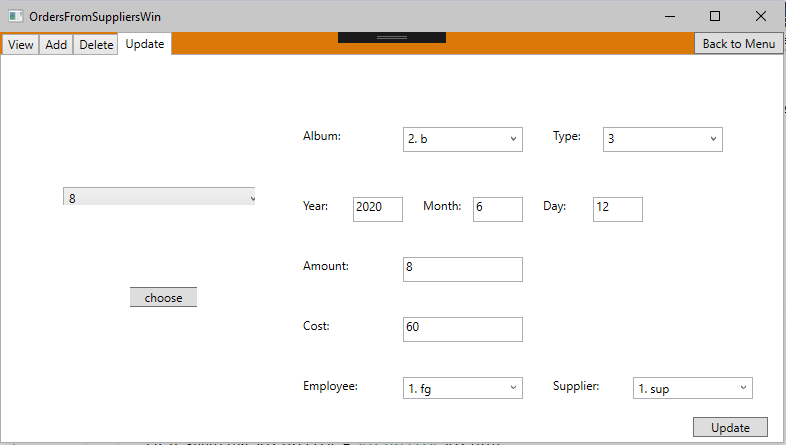 OrdersFromSuppliersWin
View Add Delete Update Back to Menu
Album: 2. b Type: 3
8
Year: 2020 Month: 6 Day: 12
Amount: 8
choose
Cost: 60
Employee: 1. fg Supplier: 1. sup
Update